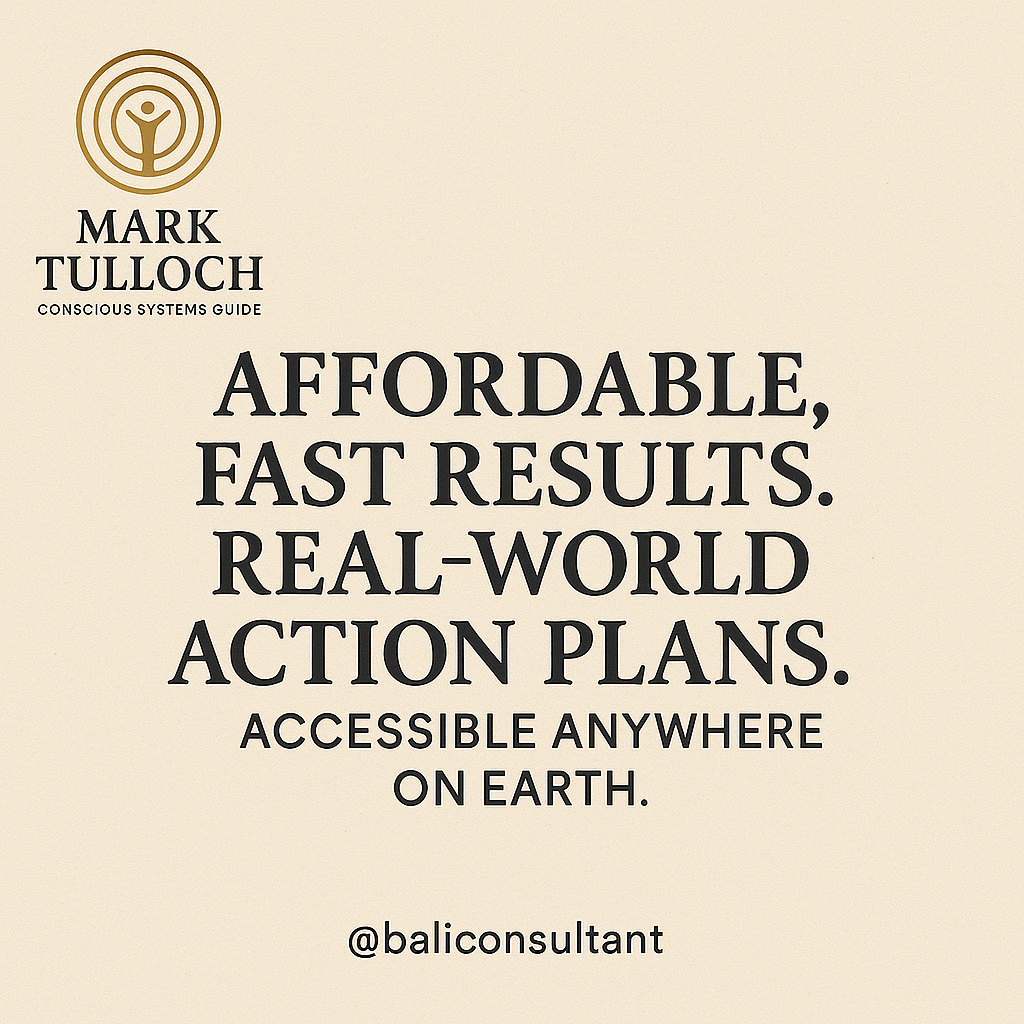 MARK
TULLOCH
CONSCIOUS SYSTEMS GUIDE
AFFORDABLE,
FAST RESULTS.
REAL-WORLD
ACTION PLANS.
ACCESSIBLE ANYWHERE
ON EARTH.
@baliconsultant